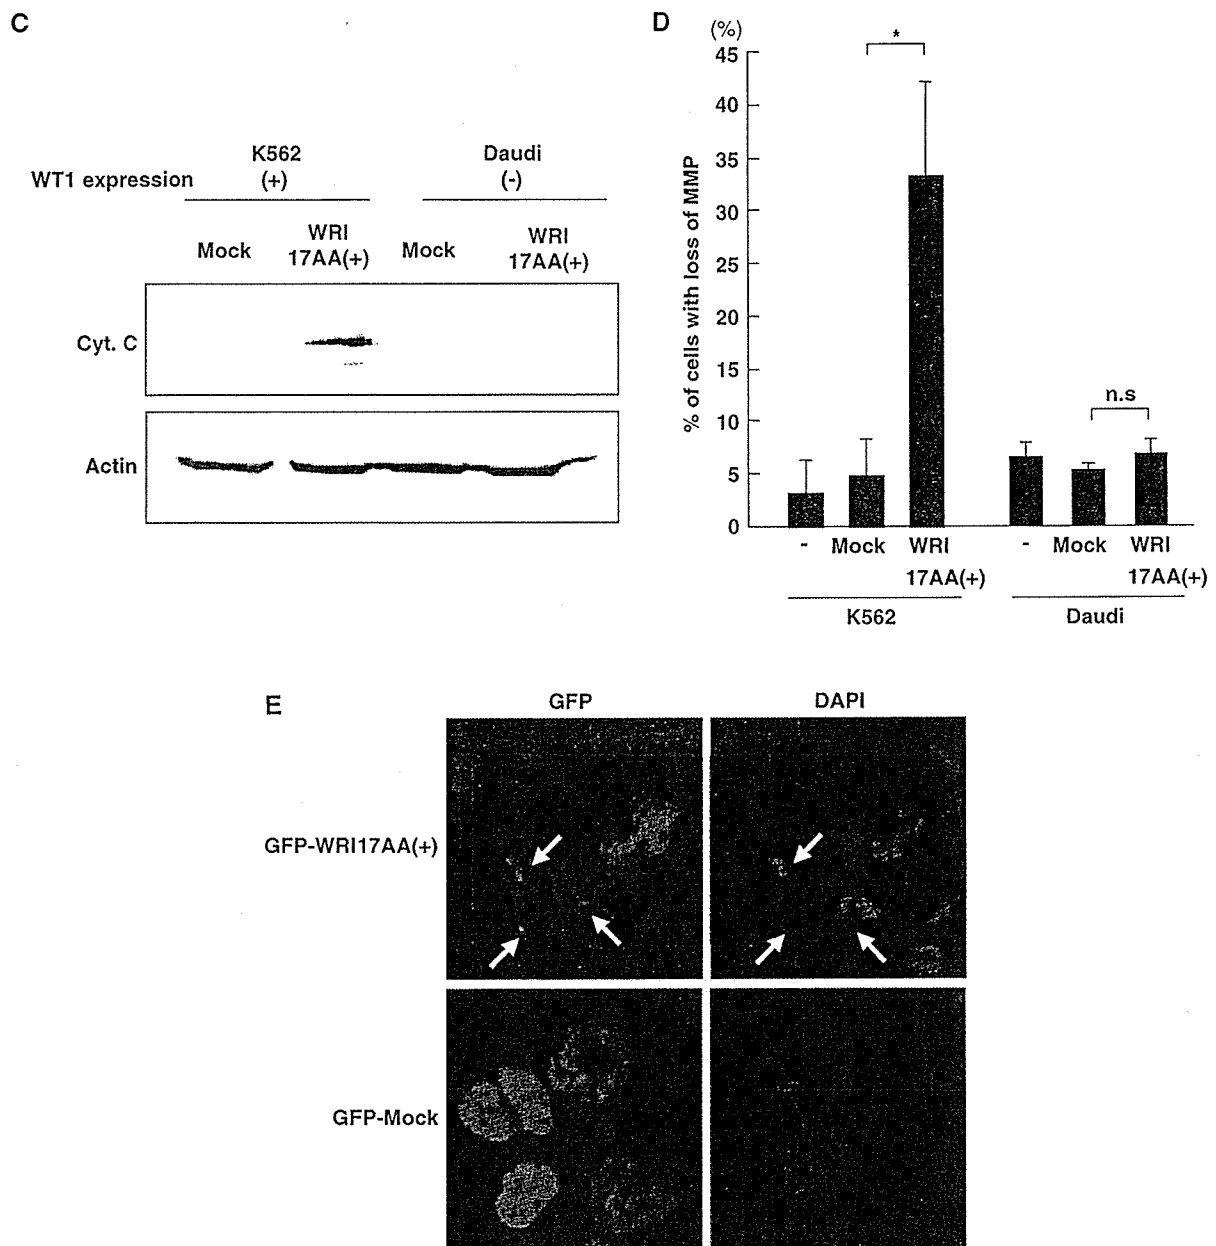 C
K562
Daudi
WT1 expression
(+)
(-)
Mock
WRI
17AA(+)
Mock
WRI
17AA(+)
Cyt. C
Actin
D
(%)
*
45
40
35
30
25
20
15
10
5
0
% of cells with loss of MMP
n.s
-
Mock
WRI
17AA(+)
-
Mock
WRI
17AA(+)
K562
Daudi
E
GFP
DAPI
GFP-WRI17AA(+)
GFP-Mock